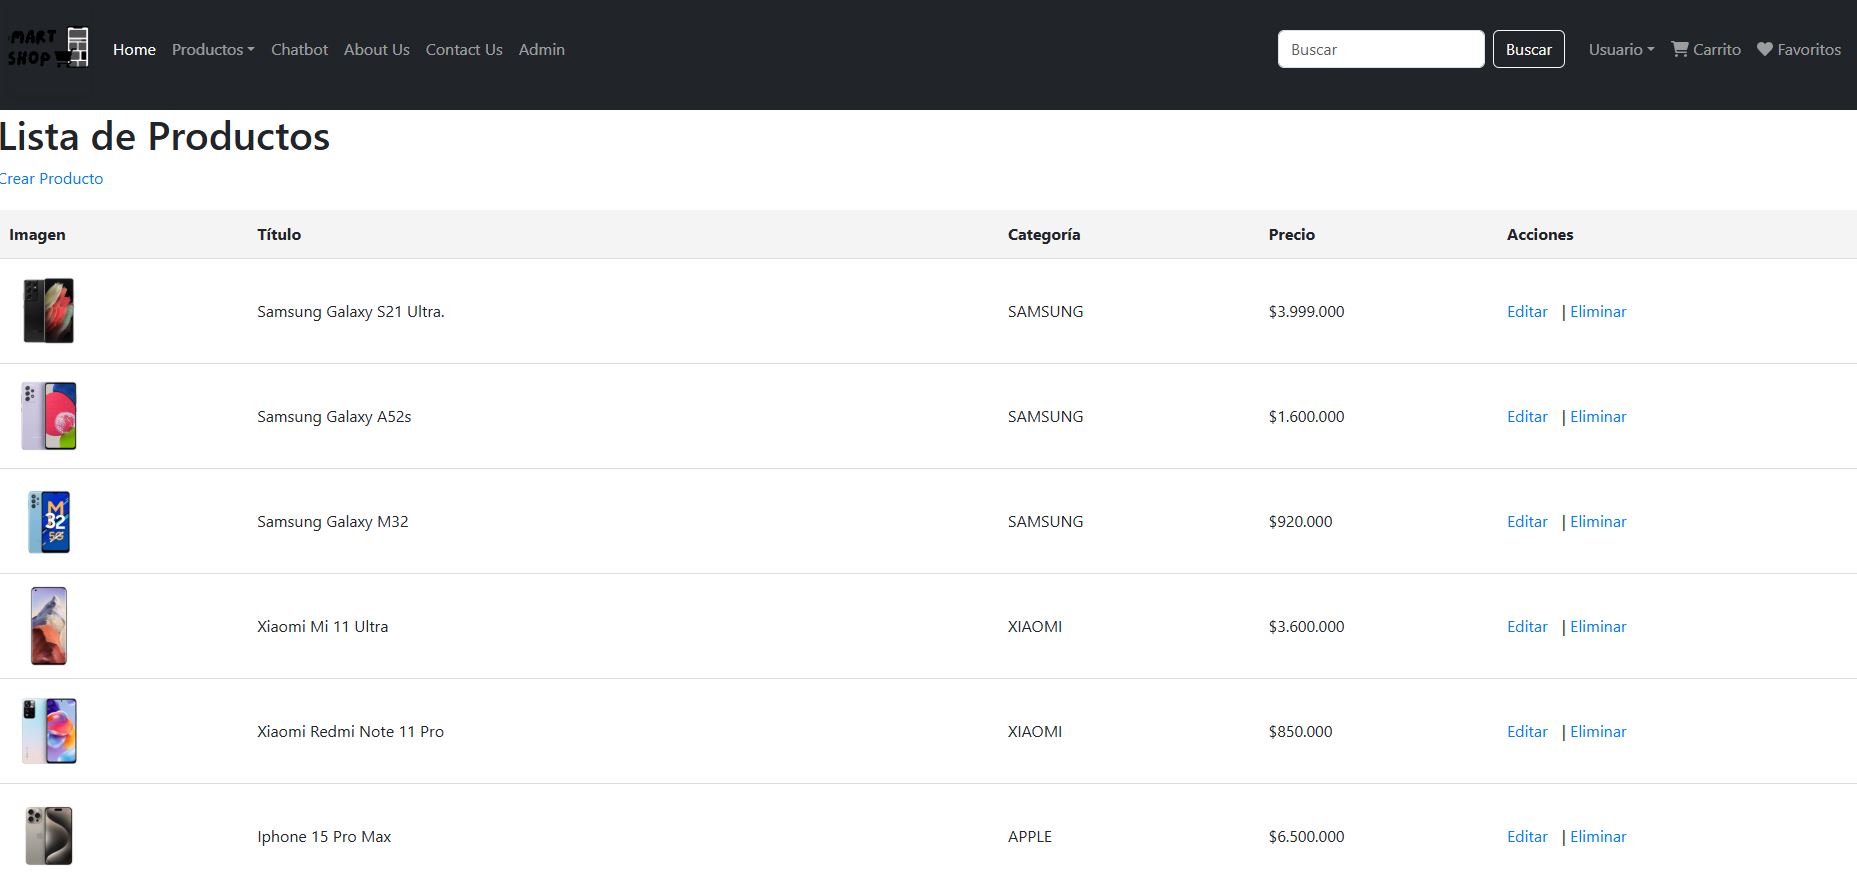 MART
SHOP
Home Productos Chatbot About Us Contact Us Admin Buscar Buscar Usuario Carrito Favoritos
Lista de Productos
Crear Producto
Imagen Título Categoría Precio Acciones
Samsung Galaxy S21 Ultra. SAMSUNG $3.999.000 Editar | Eliminar
Samsung Galaxy A52s SAMSUNG $1.600.000 Editar | Eliminar
M
32
5G
Samsung Galaxy M32 SAMSUNG $920.000 Editar | Eliminar
Xiaomi Mi 11 Ultra XIAOMI $3.600.000 Editar | Eliminar
Xiaomi Redmi Note 11 Pro XIAOMI $850.000 Editar | Eliminar
Iphone 15 Pro Max APPLE $6.500.000 Editar | Eliminar